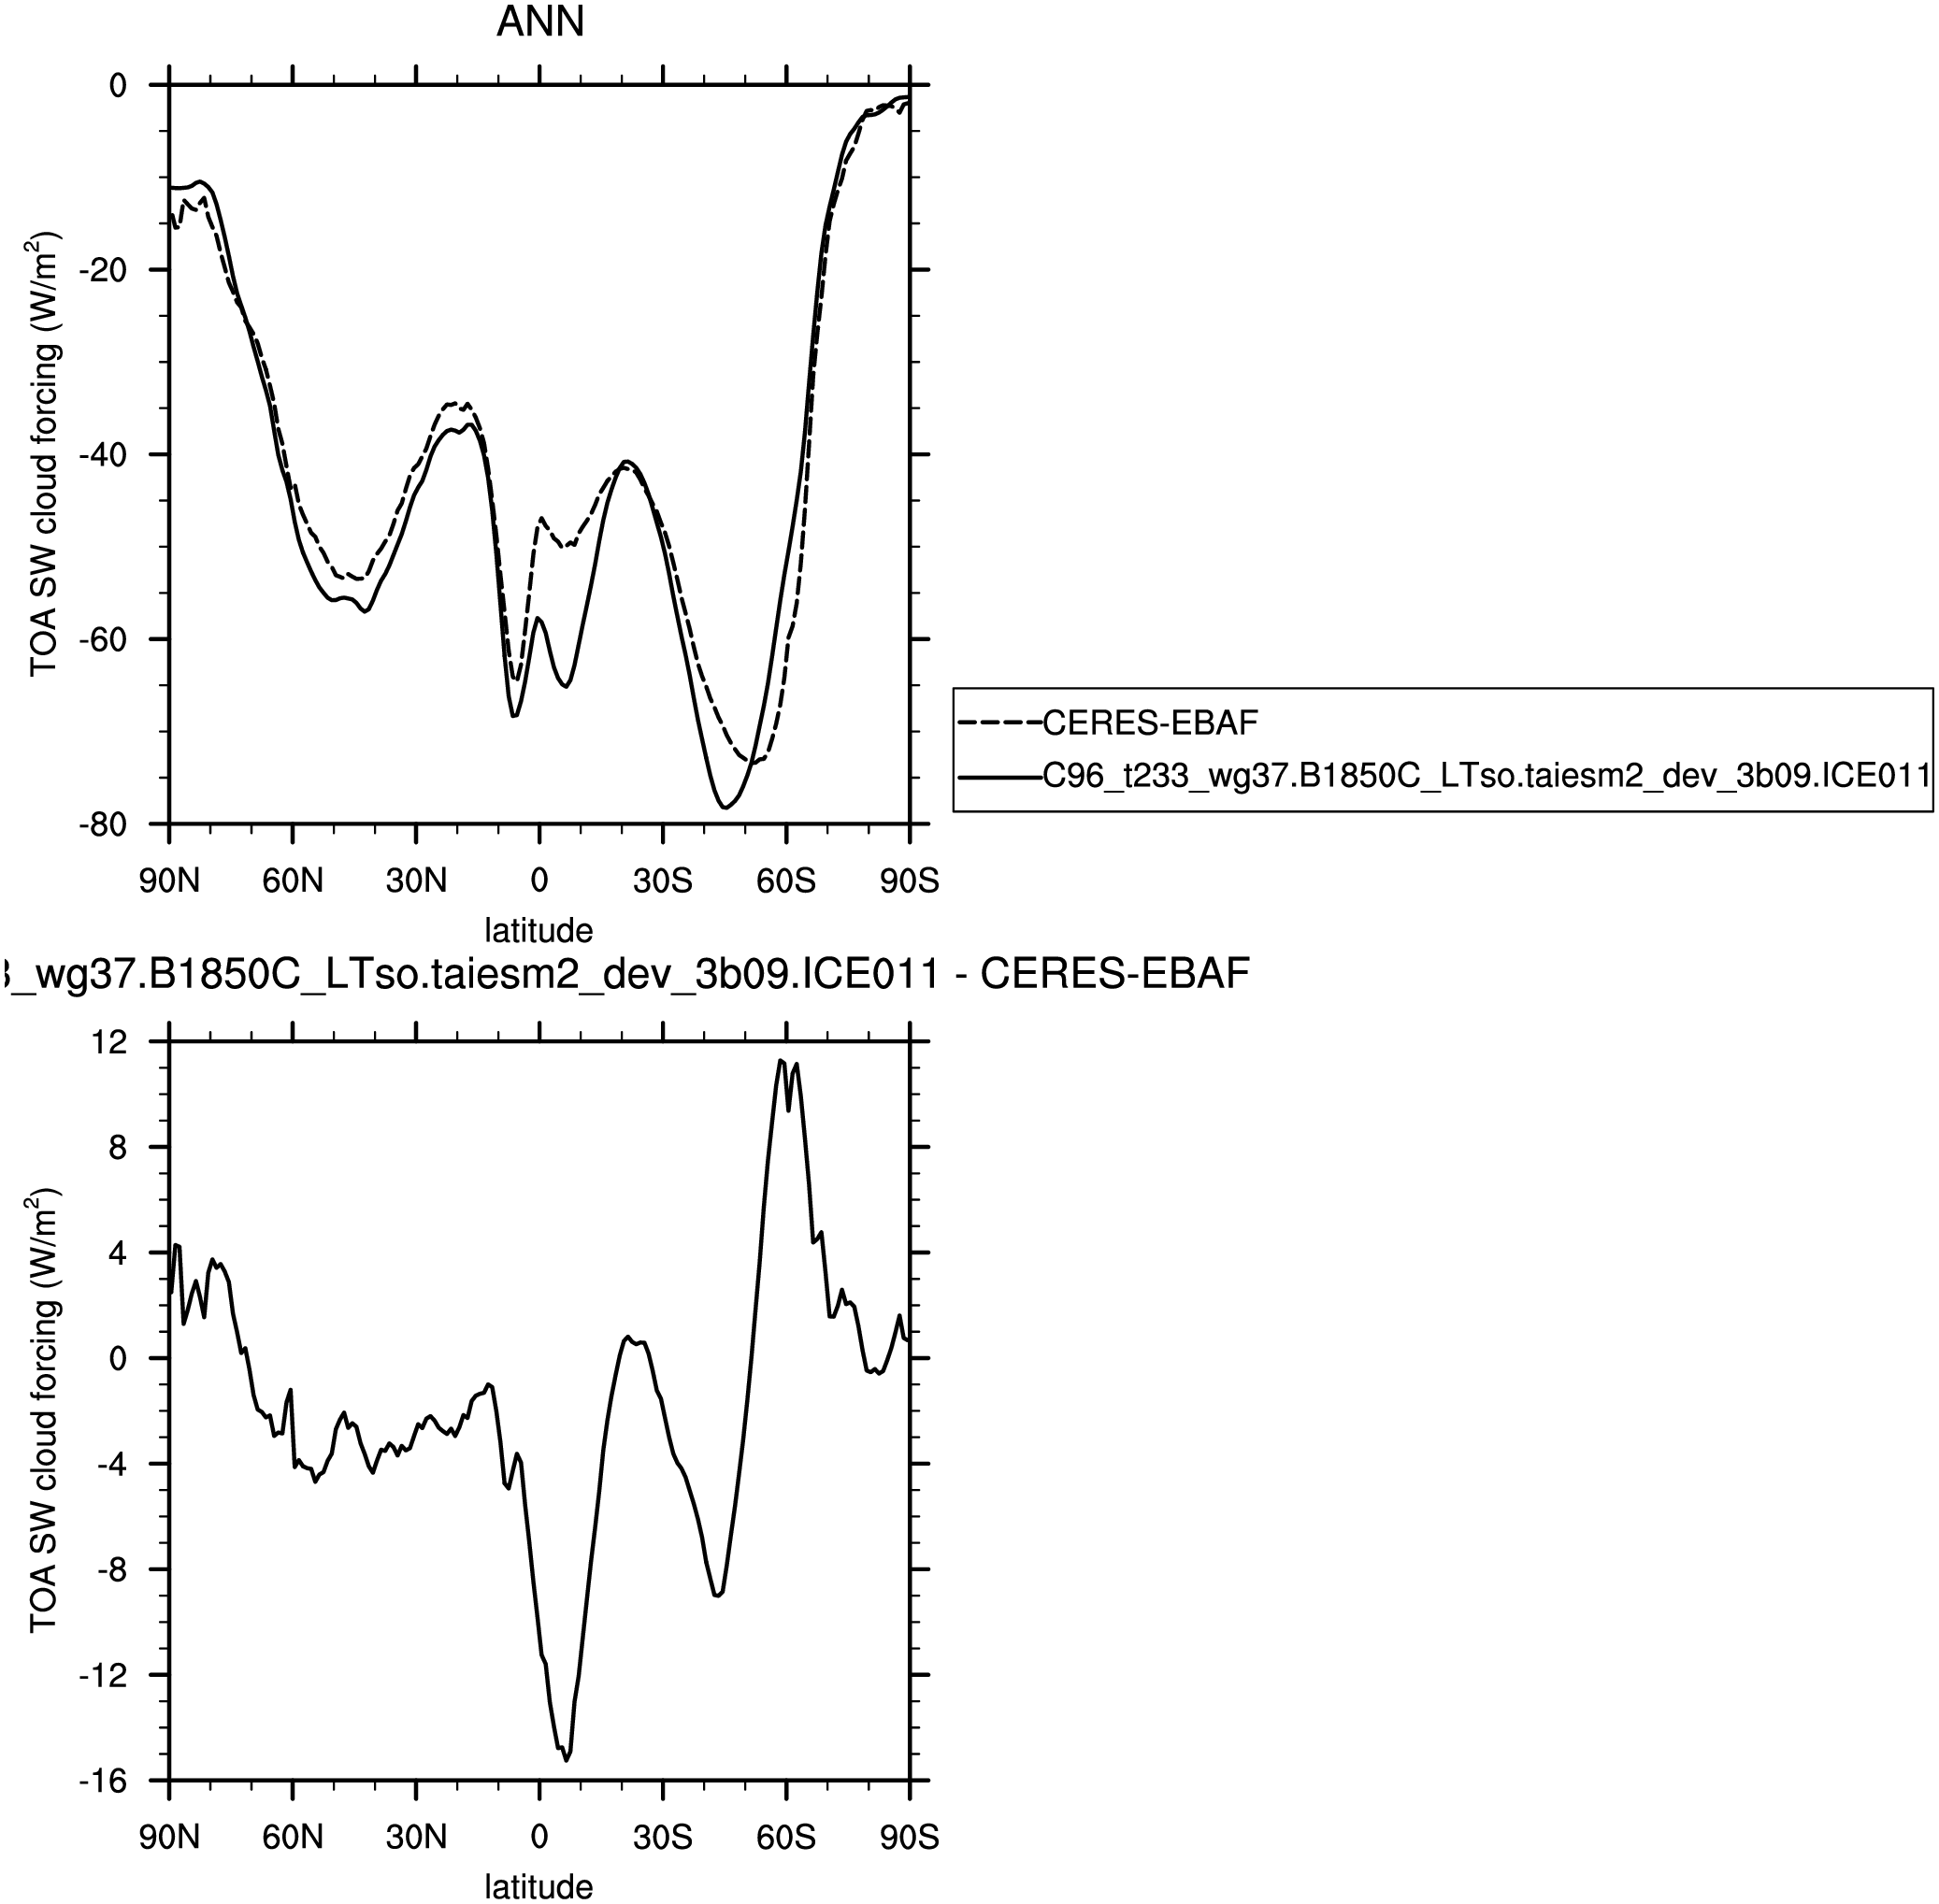 ANN
TOA SW cloud forcing (W/m²)
0
-20
-40
-60
-80
90N 60N 30N 0 30S 60S 90S
latitude
CERES-EBAF
C96_t233_wg37.B1850C_LTso.taiesm2_dev_3b09.ICE011
_wg37.B1850C_LTso.taiesm2_dev_3b09.ICE011 - CERES-EBAF
TOA SW cloud forcing (W/m²)
12
8
4
0
-4
-8
-12
-16
90N 60N 30N 0 30S 60S 90S
latitude